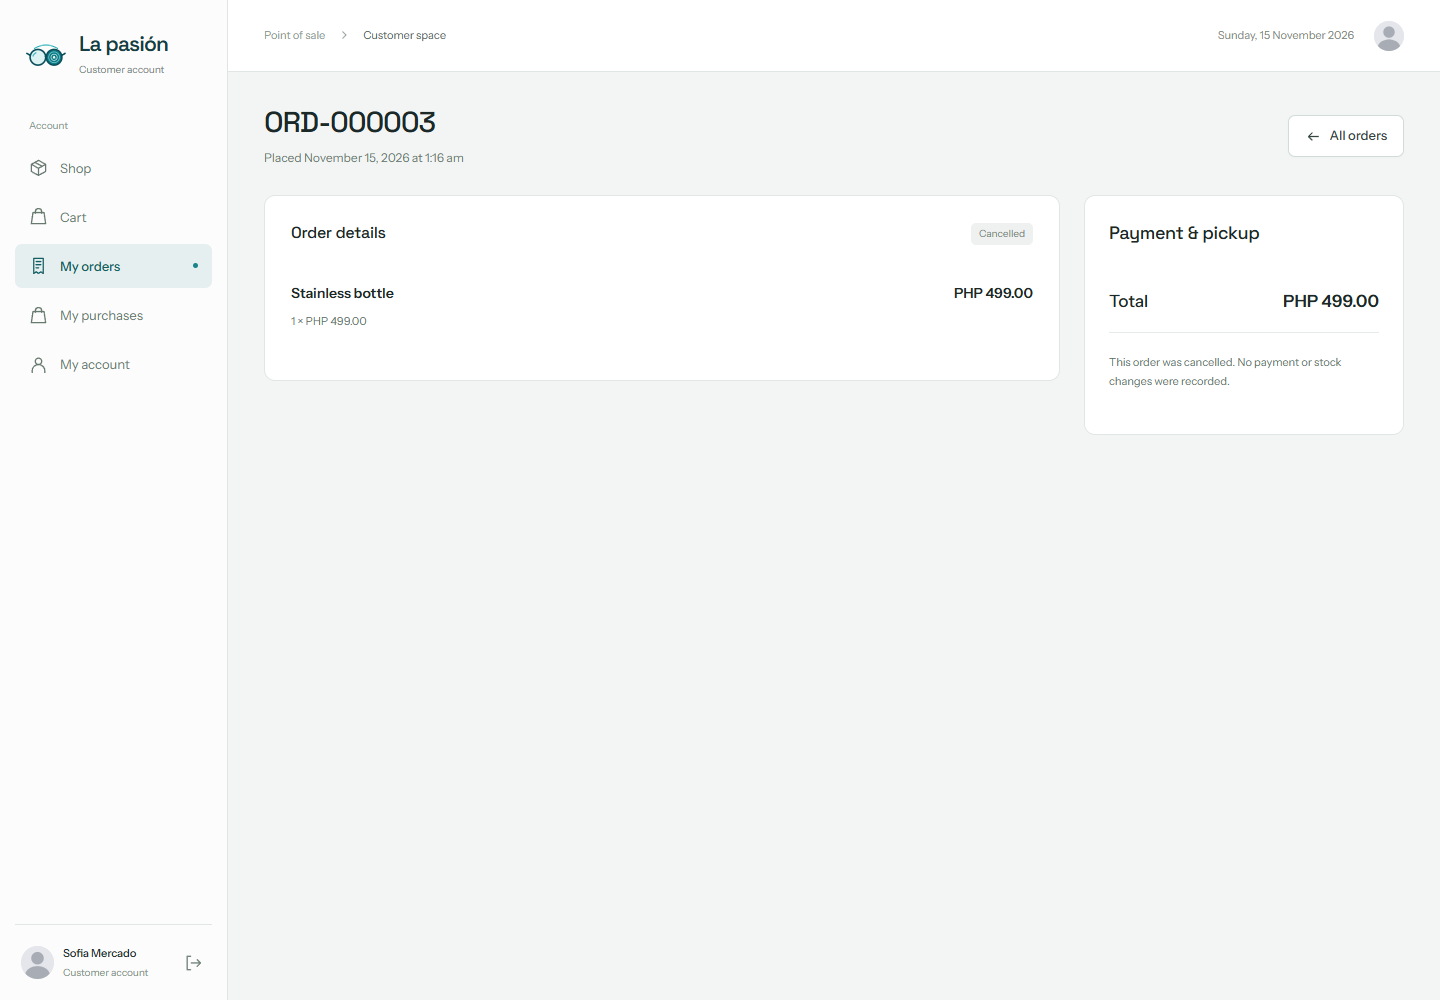 La pasión
Customer account
Account
Shop
Cart
My orders
My purchases
My account
Sofia Mercado
Customer account
Point of sale
Customer space
Sunday, 15 November 2026
ORD-000003
Placed November 15, 2026 at 1:16 am
All orders
Order details
Cancelled
Stainless bottle
PHP 499.00
1 × PHP 499.00
Payment & pickup
Total
PHP 499.00
This order was cancelled. No payment or stock
changes were recorded.